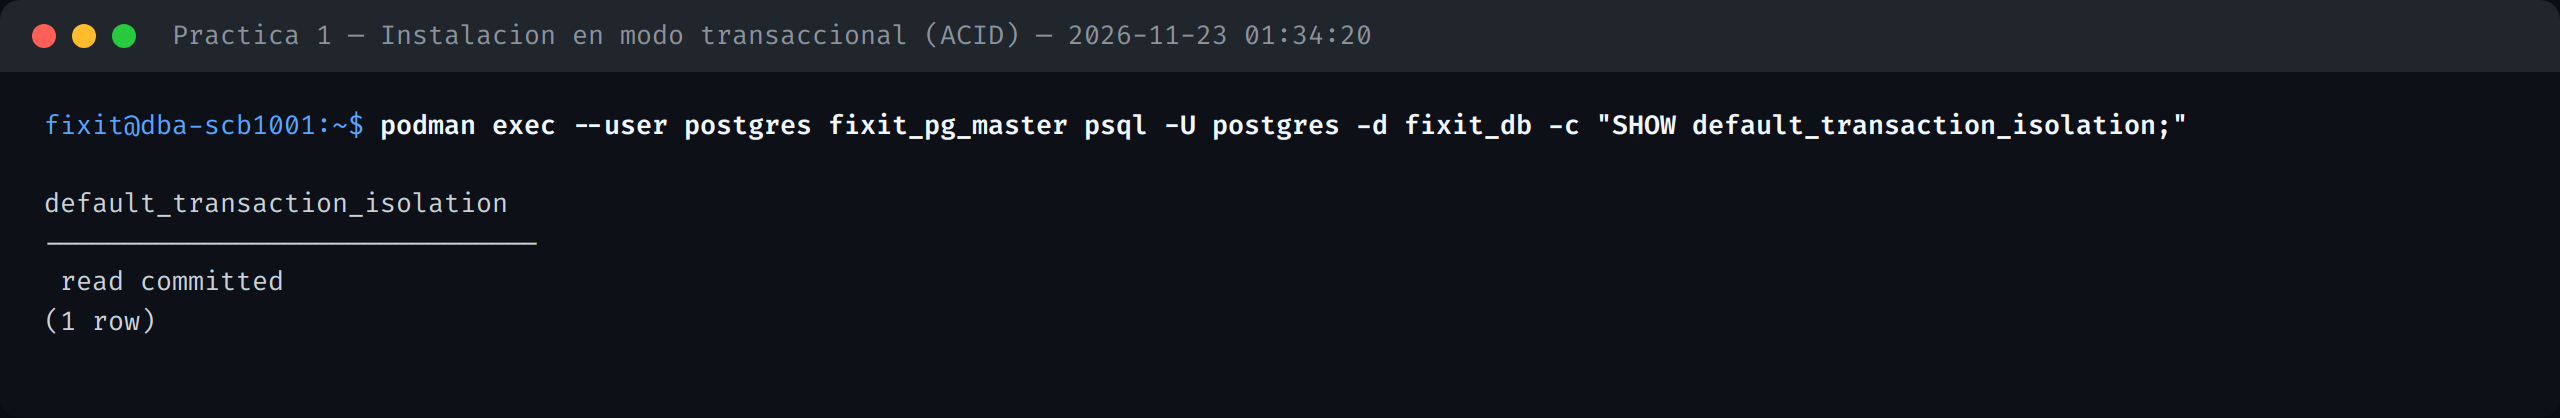 Practica 1 — Instalacion en modo transaccional (ACID) — 2026-11-23 01:34:20
fixit@dba-scb1001:~$ podman exec --user postgres fixit_pg_master psql -U postgres -d fixit_db -c "SHOW default_transaction_isolation;"
default_transaction_isolation
-------------------------------
read committed
(1 row)